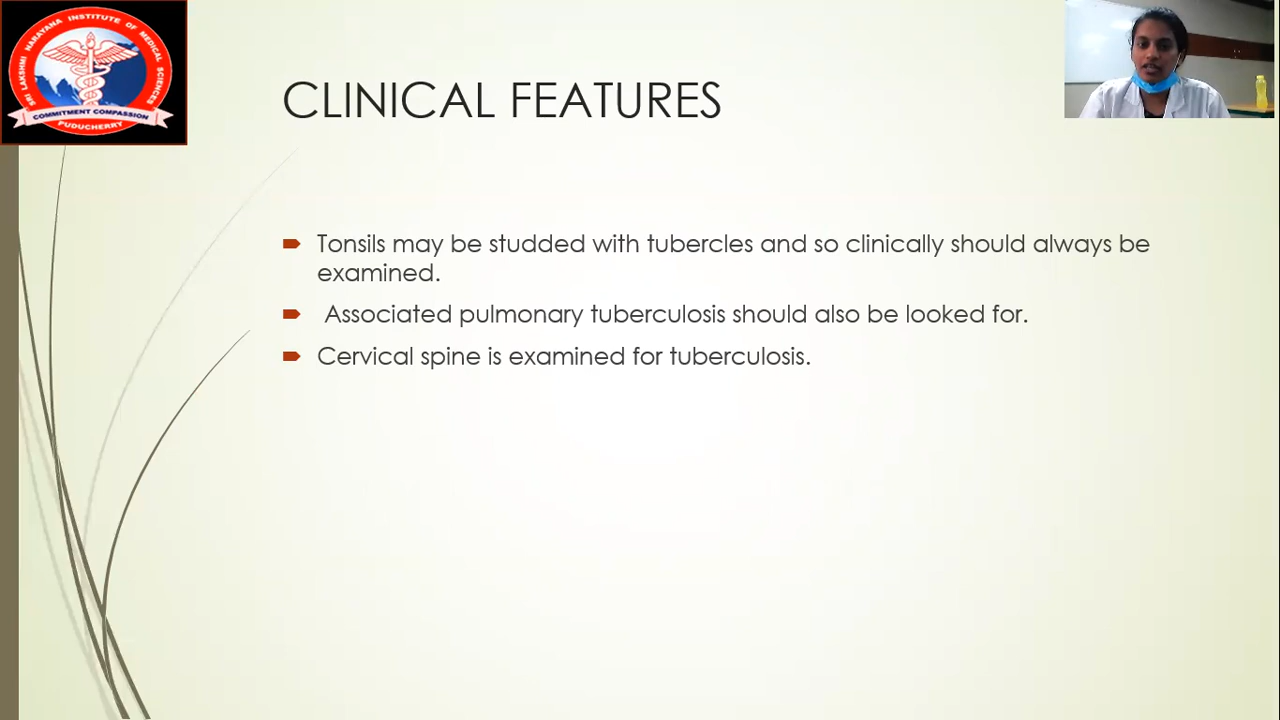 SRI LAKSHMI NARAYANA INSTITUTE OF MEDICAL SCIENCES
COMMITMENT COMPASSION
PUDUCHERRY
CLINICAL FEATURES
Tonsils may be studded with tubercles and so clinically should always be
examined.
Associated pulmonary tuberculosis should also be looked for.
Cervical spine is examined for tuberculosis.